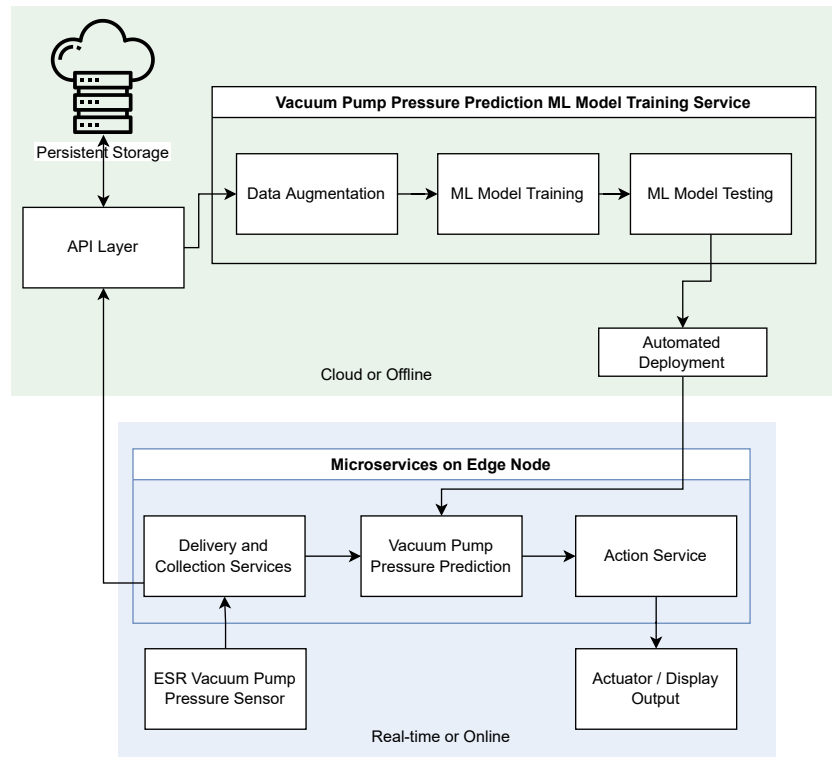 Vacuum Pump Pressure Prediction ML Model Training Service
Persistent Storage
Data Augmentation
ML Model Training
ML Model Testing
API Layer
Automated
Deployment
Cloud or Offline
Microservices on Edge Node
Delivery and
Collection Services
Vacuum Pump
Pressure Prediction
Action Service
ESR Vacuum Pump
Pressure Sensor
Actuator / Display
Output
Real-time or Online